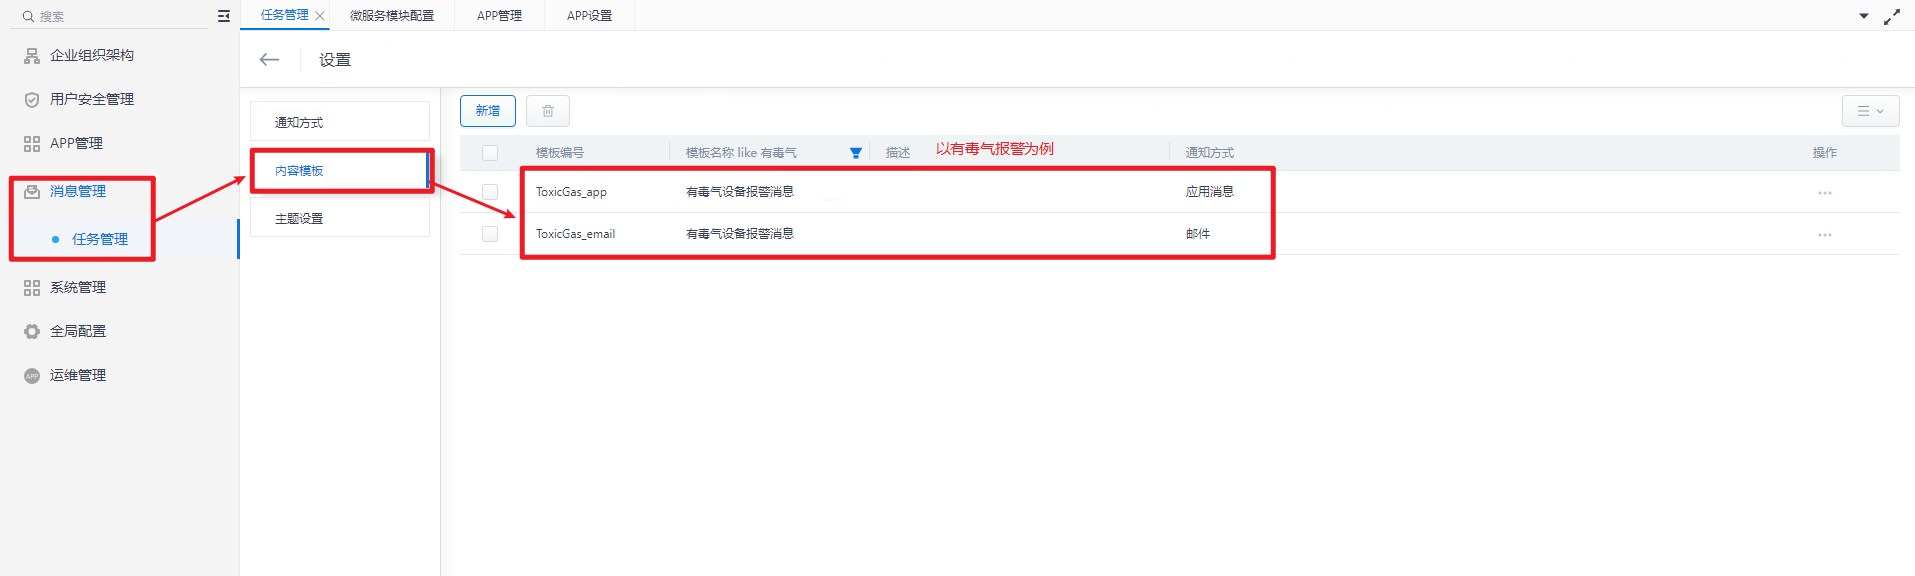 搜索
任务管理
微服务模块配置
APP管理
APP设置
企业组织架构
用户安全管理
APP管理
消息管理
任务管理
系统管理
全局配置
APP
运维管理
设置
通知方式
内容模板
主题设置
新增
模板编号
模板名称 like 有毒气
描述
以有毒气报警为例
通知方式
操作
ToxicGas_app
有毒气设备报警消息
应用消息
ToxicGas_email
有毒气设备报警消息
邮件